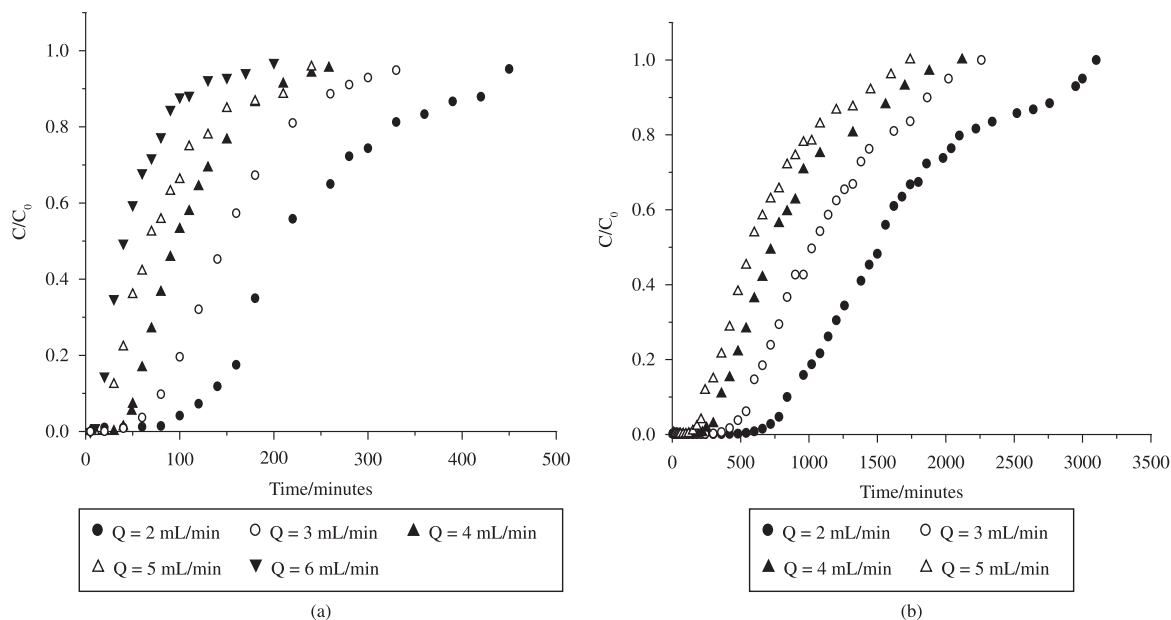 1.0
0.8
0.6
0.4
0.2
0.0
C/C0
0 100 200 300 400 500
Time/minutes
● Q = 2 mL/min ○ Q = 3 mL/min ▲ Q = 4 mL/min
△ Q = 5 mL/min ▼ Q = 6 mL/min
(a)
1.0
0.8
0.6
0.4
0.2
0.0
C/C0
0 500 1000 1500 2000 2500 3000 3500
Time/minutes
● Q = 2 mL/min ○ Q = 3 mL/min
▲ Q = 4 mL/min △ Q = 5 mL/min
(b)